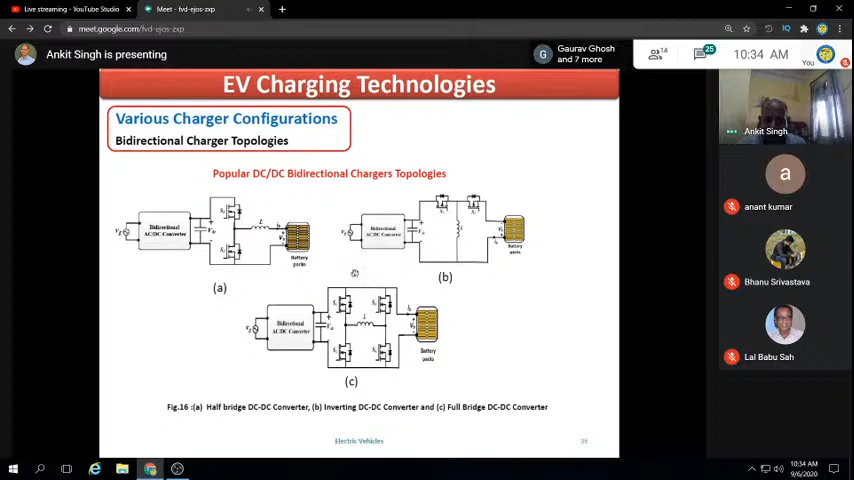 Live streaming - YouTube Studio
Meet - fvd-ejos-zxp
meet.google.com/fvd-ejos-zxp
Ankit Singh is presenting
Gaurav Ghosh
and 7 more
14
25
10:34 AM
You
EV Charging Technologies
Various Charger Configurations
Bidirectional Charger Topologies
Popular DC/DC Bidirectional Chargers Topologies
Bidirectional
AC/DC Converter
L
Battery
packs
(a)
Bidirectional
AC/DC Converter
L
Battery
packs
(b)
Bidirectional
AC/DC Converter
L
Battery
packs
(c)
Fig.16 :(a) Half bridge DC-DC Converter, (b) Inverting DC-DC Converter and (c) Full Bridge DC-DC Converter
Electric Vehicles
36
Ankit Singh
a
anant kumar
Bhanu Srivastava
Lal Babu Sah
10:34 AM
9/6/2020